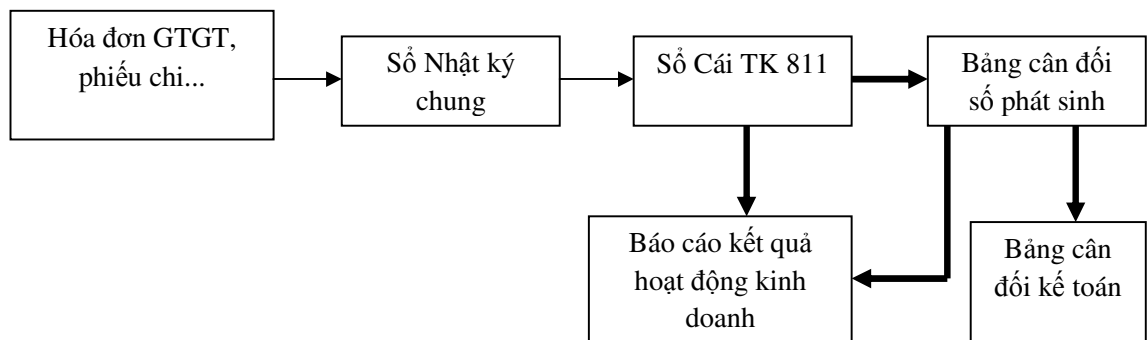 Hóa đơn GTGT,
phiếu chi...
Sổ Nhật ký
chung
Sổ Cái TK 811
Bảng cân đối
số phát sinh
Báo cáo kết quả
hoạt động kinh
doanh
Bảng cân
đối kế toán